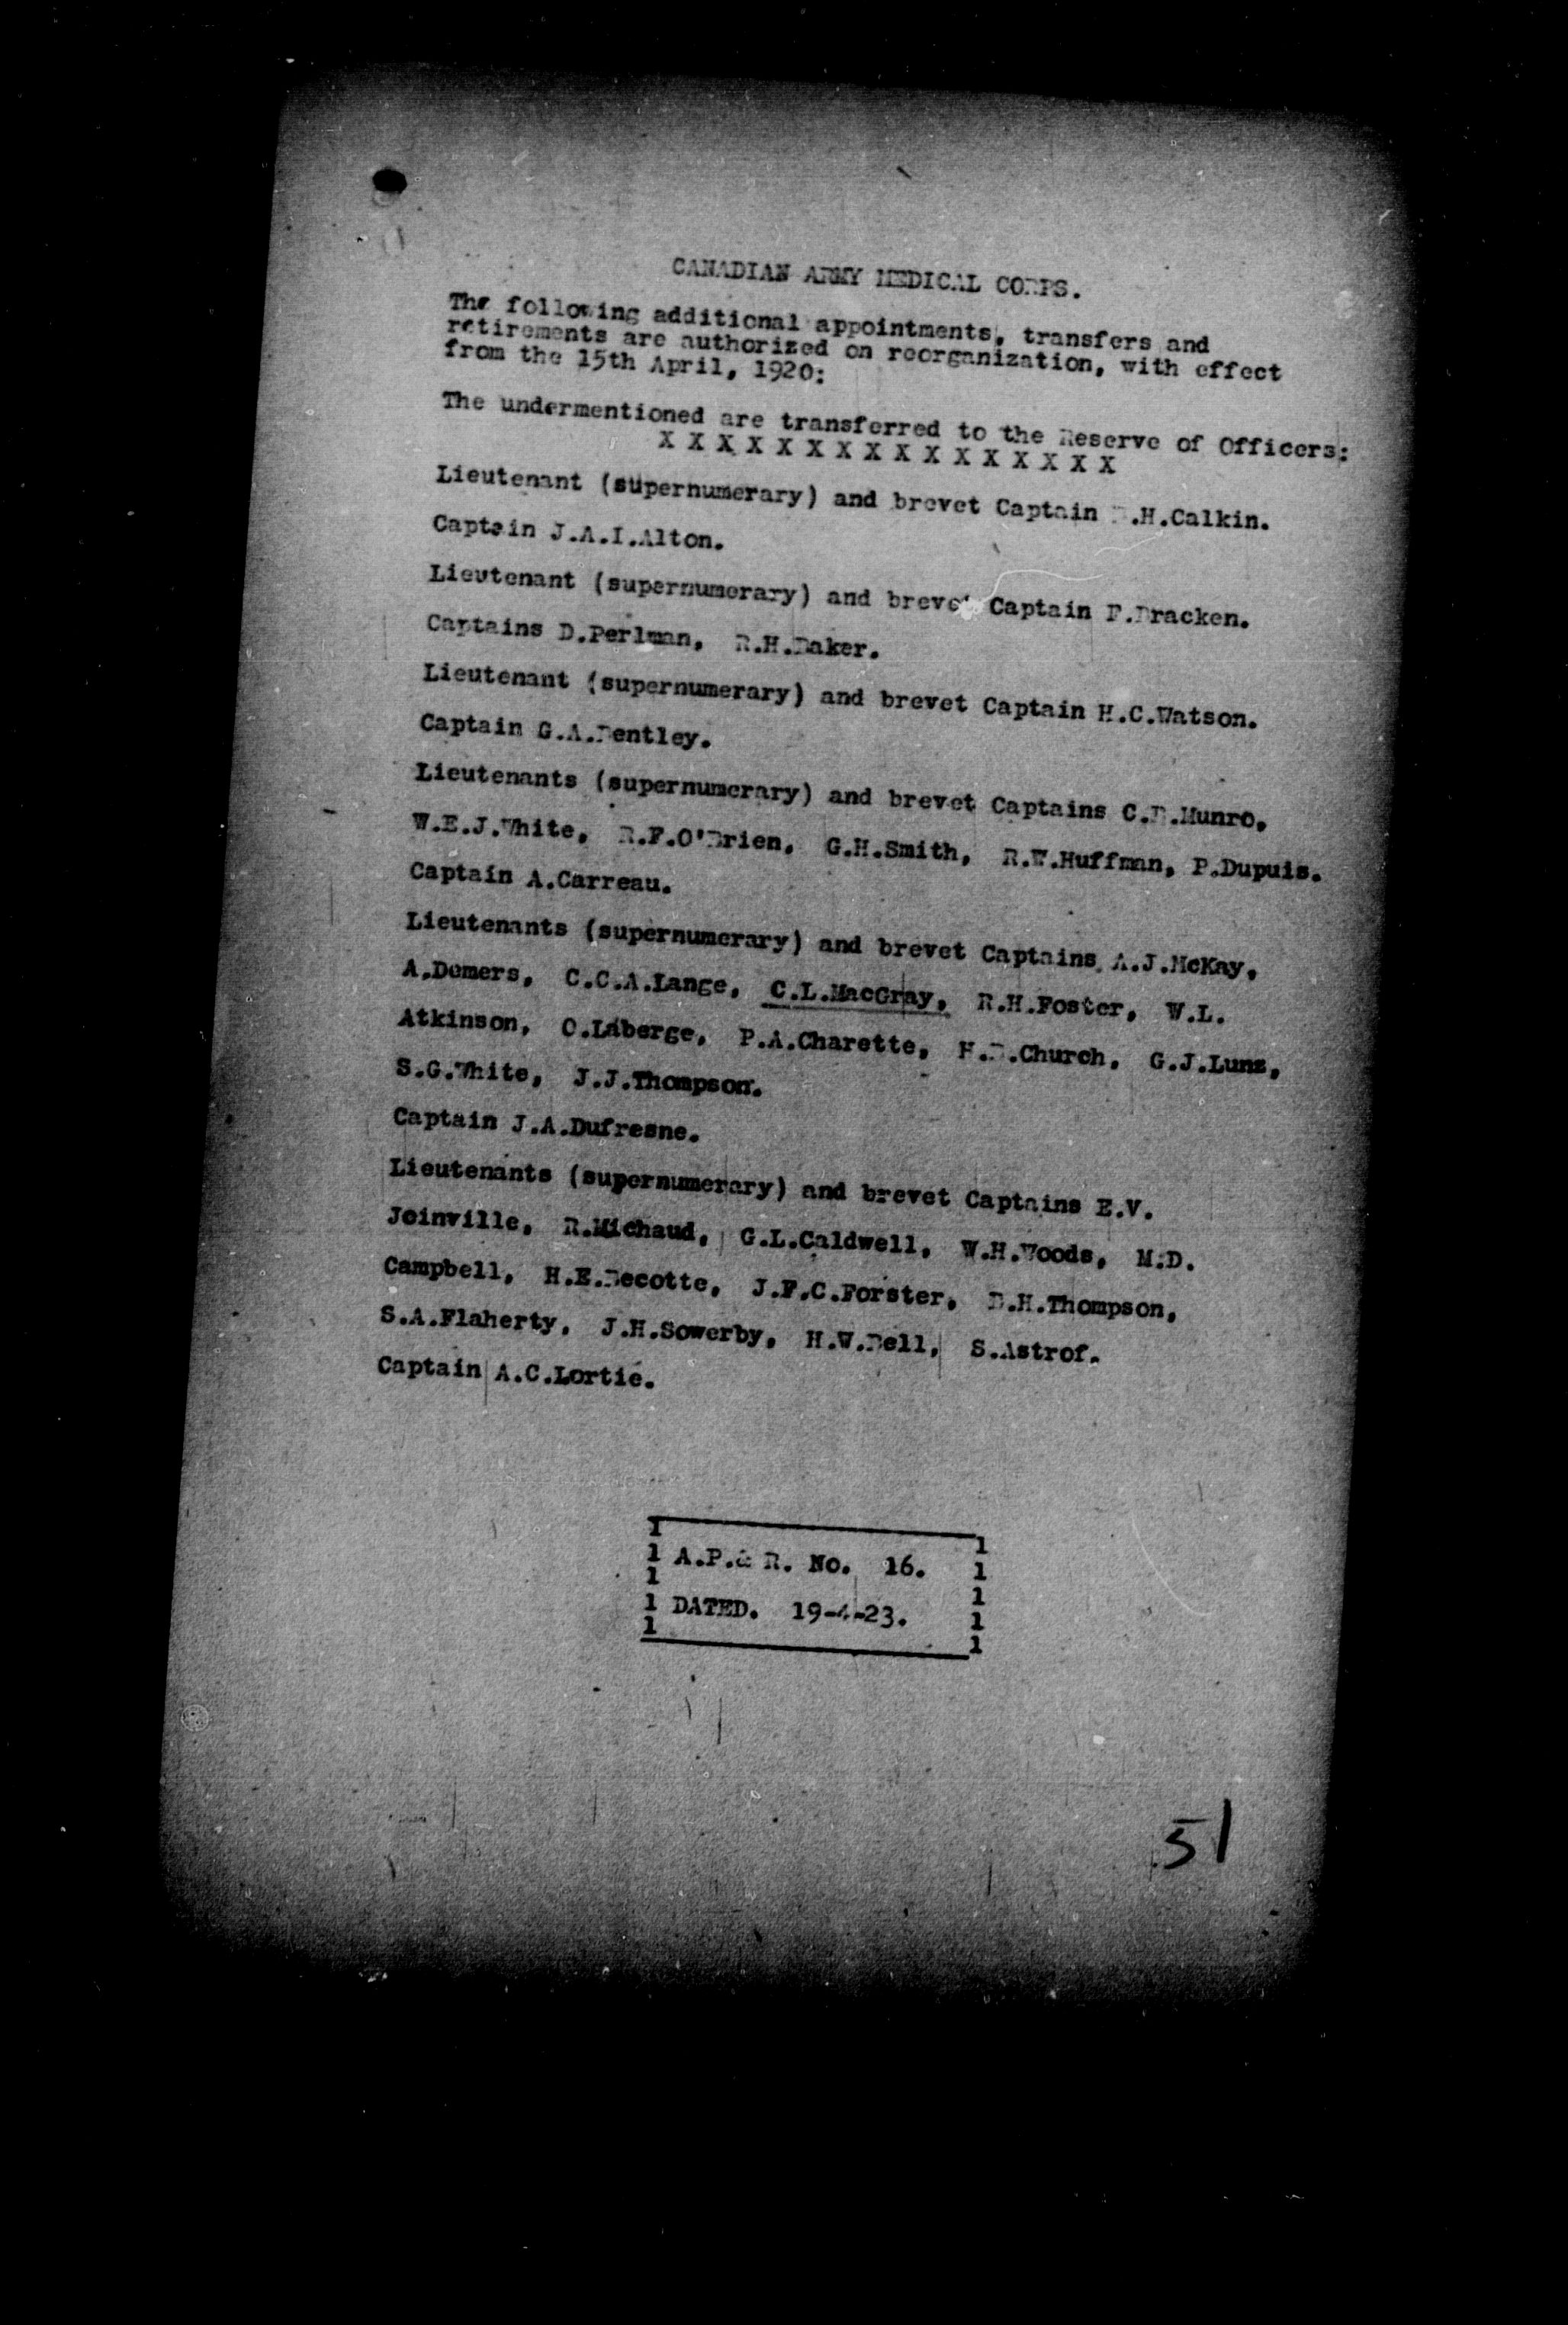 CANADIAN ARMY MEDICAL CORPS.
The following additional appointments, transfers and
retirements are authorized on reorganization, with effect
from the 15th April, 1920:
The undermentioned are transferred to the Reserve of Officers:
X X X X X X X X X X X X X X X X
Lieutenant (supernumerary) and brevet Captain
Captain J.A.I.Alton.
Lieutenant (supernumerary) and brevet Captain F.Bracken.
Captains D.Perlman, R.H.Baker.
Lieutenant (supernumerary) and brevet Captain H.C.Watson.
Captain G.A.Bentley.
Lieutenants (supernumerary) and brevet Captains
W.E.J.White, R.F.O'Brien, G.H.Smith, R.W.Huffman, P.Dupuis.
Captain A.Carreau.
Lieutenants (supernumerary) and brevet Captains A.J.McKay,
A.Demers, C.C.A.Lange, C.L.MacGray, R.H.Foster, W.L.
Atkinson, O.Laberge, P.A.Charette, G.J.Lunz,
S.G.White, J.J.Thompson.
Captain J.A.Dufresne.
Lieutenants (supernumerary) and brevet Captains E.V.
Joinville, R.Michaud, G.L.Caldwell, W.H.Woods, M.D.
Campbell, H.E.Becotte, J.F.C.Forster,
S.A.Flaherty, J.H.Sowerby, H.W.Bell, S.Astrof.
Captain A.C.Lortie.
A.P.& R. No. 16.
DATED. 19-4-23.
51